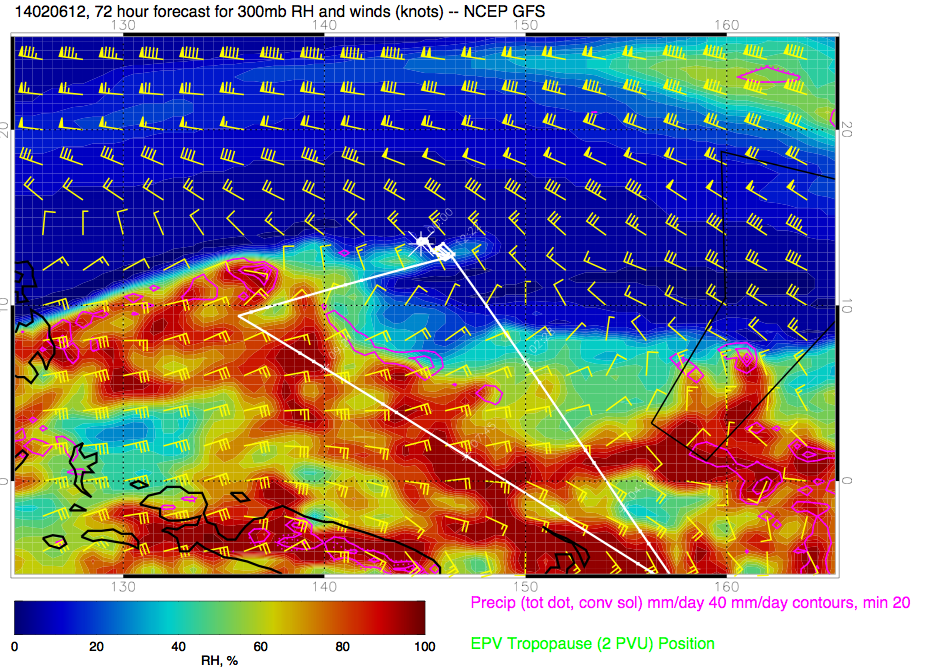 14020612, 72 hour forecast for 300mb RH and winds (knots) -- NCEP GFS
130 140 150 160
20 20
10 10
0 0
130 140 150 160
0 20 40 60 80 100
RH, %
Precip (tot dot, conv sol) mm/day 40 mm/day contours, min 20
EPV Tropopause (2 PVU) Position